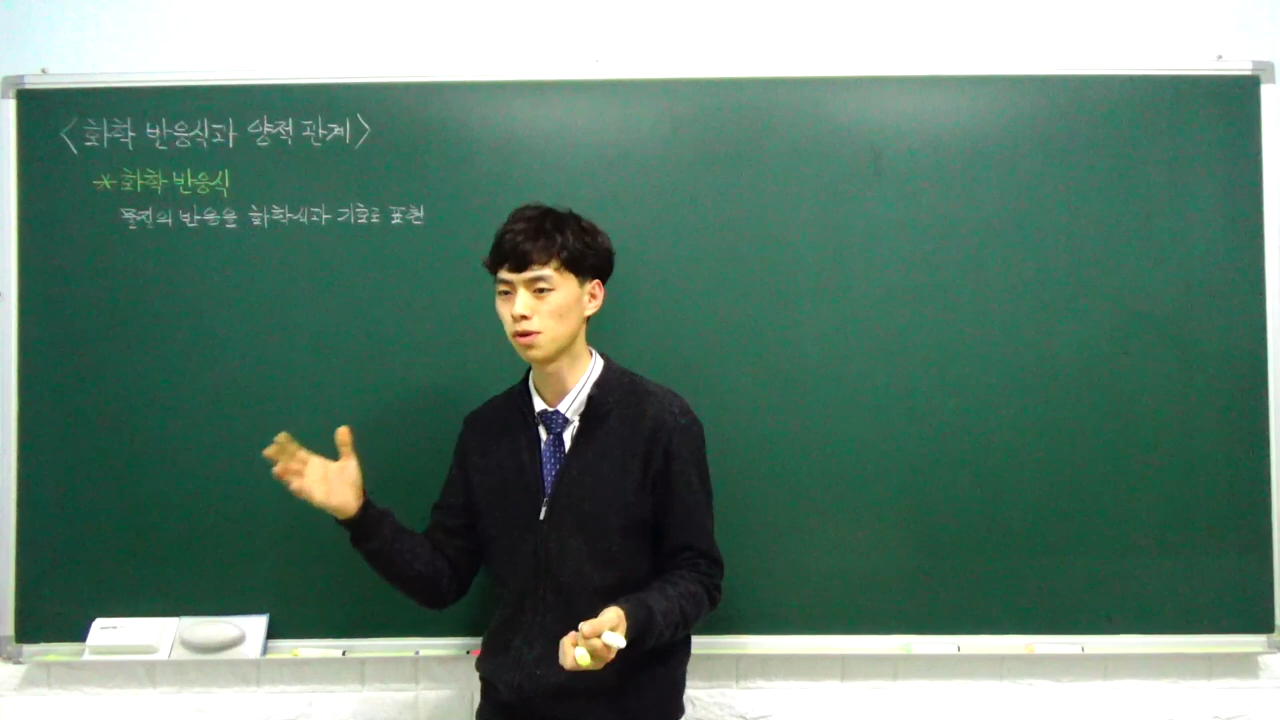 <화학 반응식과 양적 관계>
* 화학 반응식
물질의 반응을 화학식과 기호로 표현